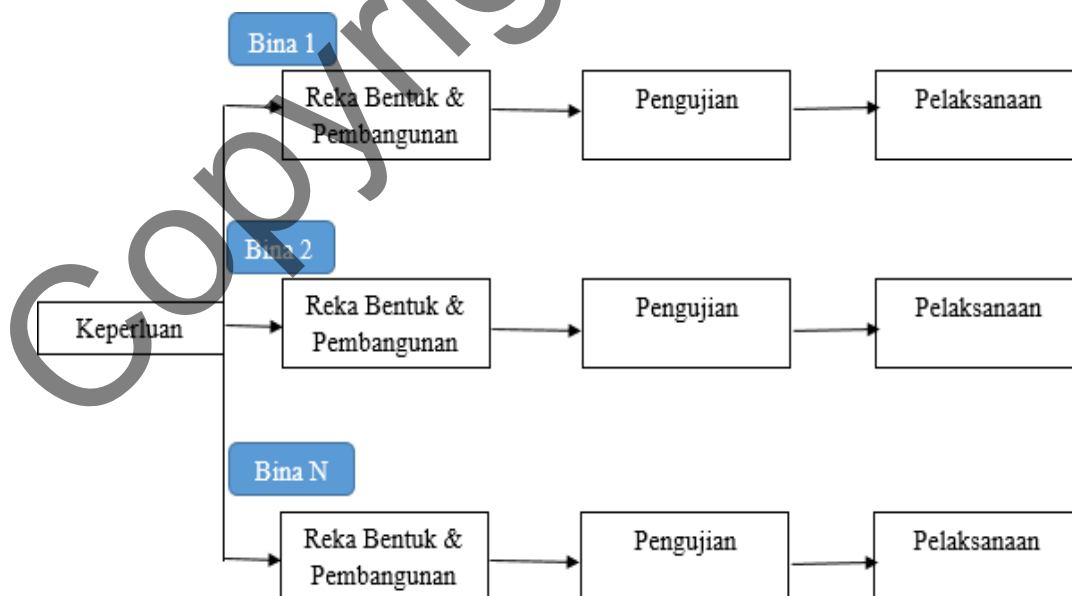 Copyrig
Bina 1
Reka Bentuk &
Pembangunan
Pengujian
Pelaksanaan
Bina 2
Keperluan
Reka Bentuk &
Pembangunan
Pengujian
Pelaksanaan
Bina N
Reka Bentuk &
Pembangunan
Pengujian
Pelaksanaan